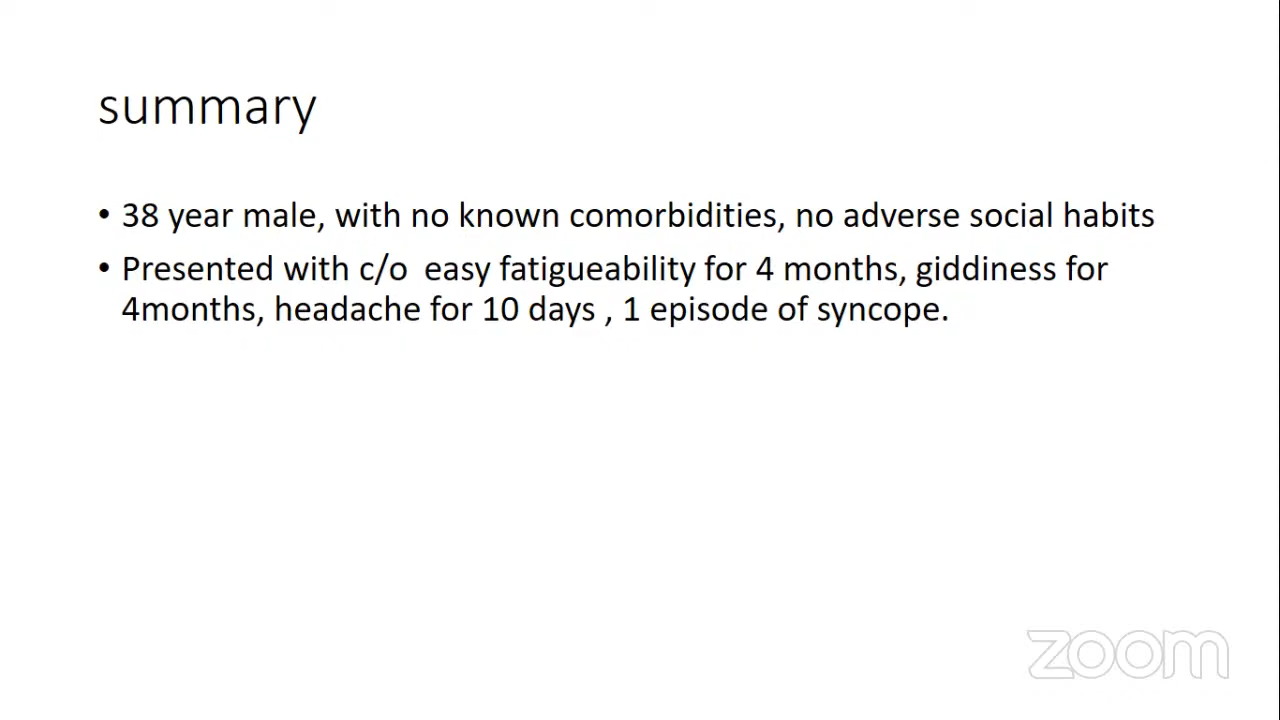 summary
• 38 year male, with no known comorbidities, no adverse social habits
• Presented with c/o  easy fatigueability for 4 months, giddiness for
4months, headache for 10 days , 1 episode of syncope.
zoom